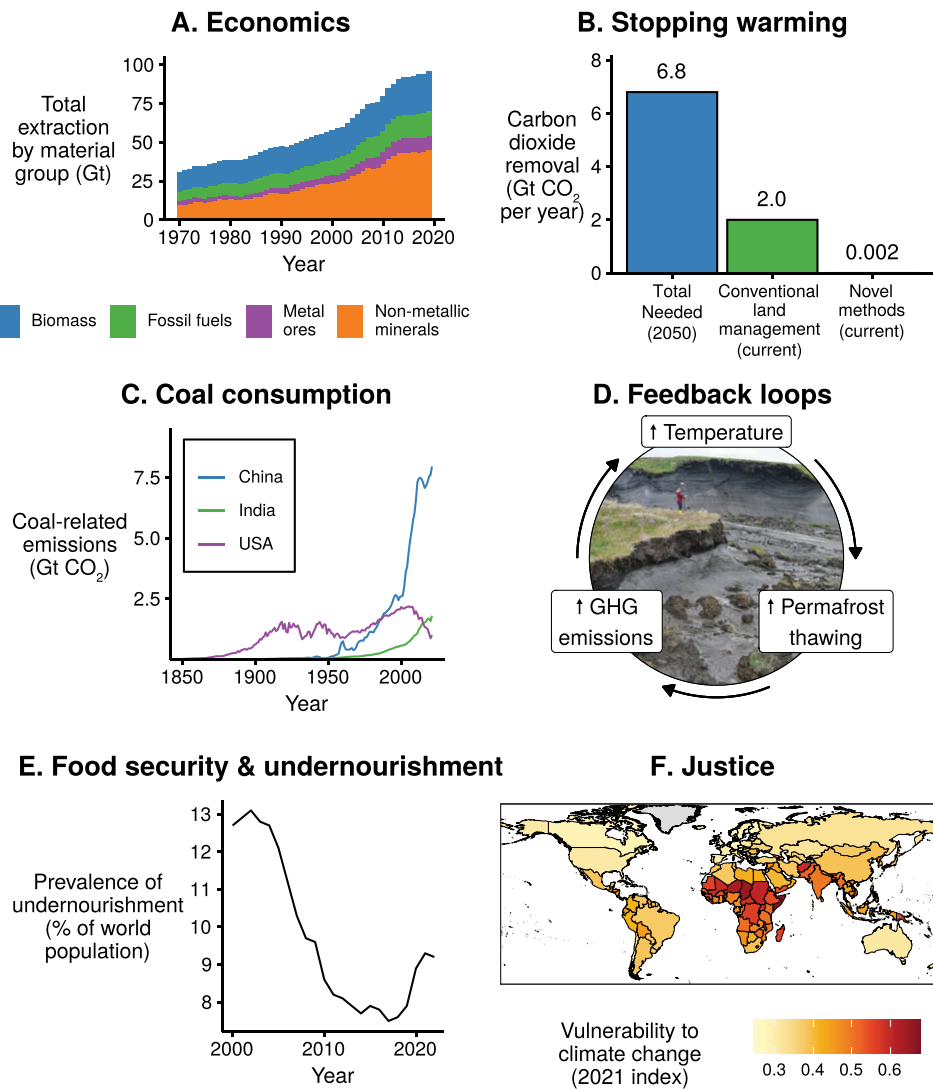 A. Economics
Total
extraction
by material
group (Gt)
100
75
50
25
0
1970 1980 1990 2000 2010 2020
Year
Biomass
Fossil fuels
Metal
ores
Non-metallic
minerals
B. Stopping warming
Carbon
dioxide
removal
(Gt CO₂
per year)
8
6
4
2
0
6.8
2.0
0.002
Total
Needed
(2050)
Conventional
land
management
(current)
Novel
methods
(current)
C. Coal consumption
Coal-related
emissions
(Gt CO₂)
7.5
5.0
2.5
China
India
USA
1850 1900 1950 2000
Year
D. Feedback loops
↑ Temperature
↑ GHG
emissions
↑ Permafrost
thawing
E. Food security & undernourishment
Prevalence of
undernourishment
(% of world
population)
13
12
11
10
9
8
2000 2010 2020
Year
F. Justice
Vulnerability to
climate change
(2021 index)
0.3 0.4 0.5 0.6